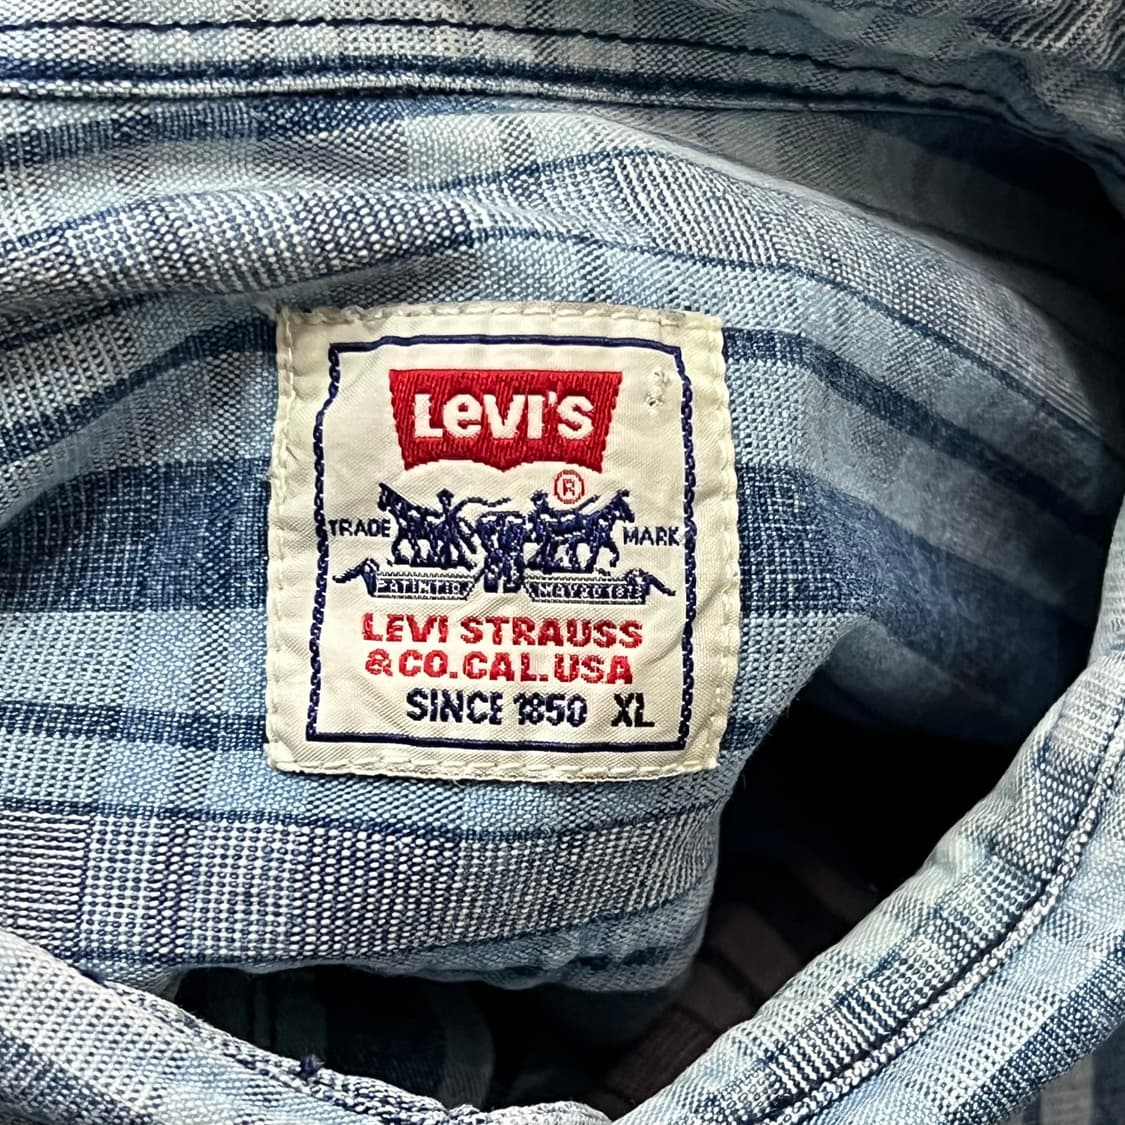 LEVI'S
®
TRADE MARK
LEVI STRAUSS
& CO. CAL. USA
SINCE 1850 XL